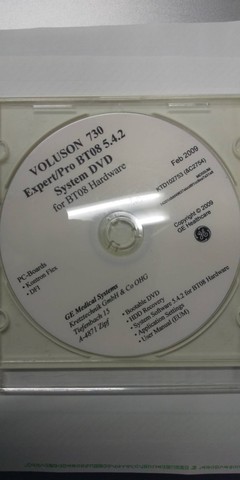 VOLUSON 730
Expert/Pro BT08 5.4.2
System DVD
for BT08 Hardware
Feb 2009
KTD102753 (SC2754)
Copyright © 2009
GE Healthcare
PC-Boards
• Kontron Flex
• DFI
GE Medical Systems
Kretztechnik GmbH & Co OHG
Tiefenbach 15
A-4871 Zipf
• Bootable DVD
• HDD Recovery
• System Software 5.4.2 for BT08 Hardware
• Application Settings
• User Manual (EUM)